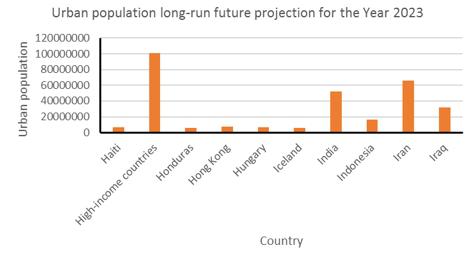 Urban population long-run future projection for the Year 2023
120000000
100000000
80000000
60000000
40000000
20000000
0
Urban population
Haiti
High-income countries
Honduras
Hong Kong
Hungary
Iceland
India
Indonesia
Iran
Iraq
Country